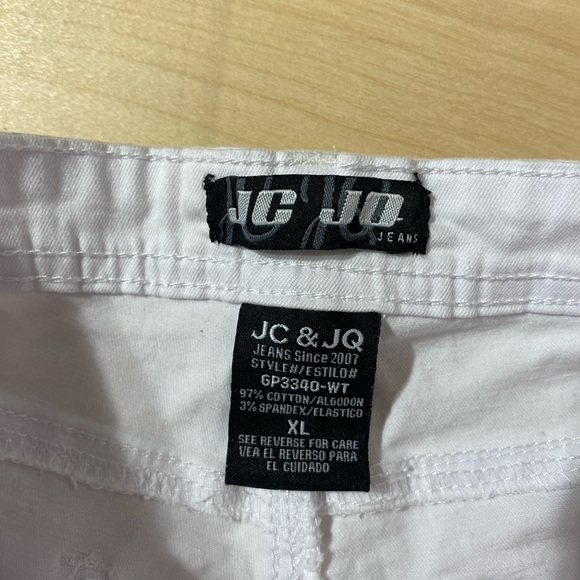 JC JQ
JEANS
JC & JQ
JEANS Since 2007
STYLE#/ESTILO#
GP3340-WT
97% COTTON/ALGODON
3% SPANDEX/ELASTICO
XL
SEE REVERSE FOR CARE
VEA EL REVERSO PARA
EL CUIDADO